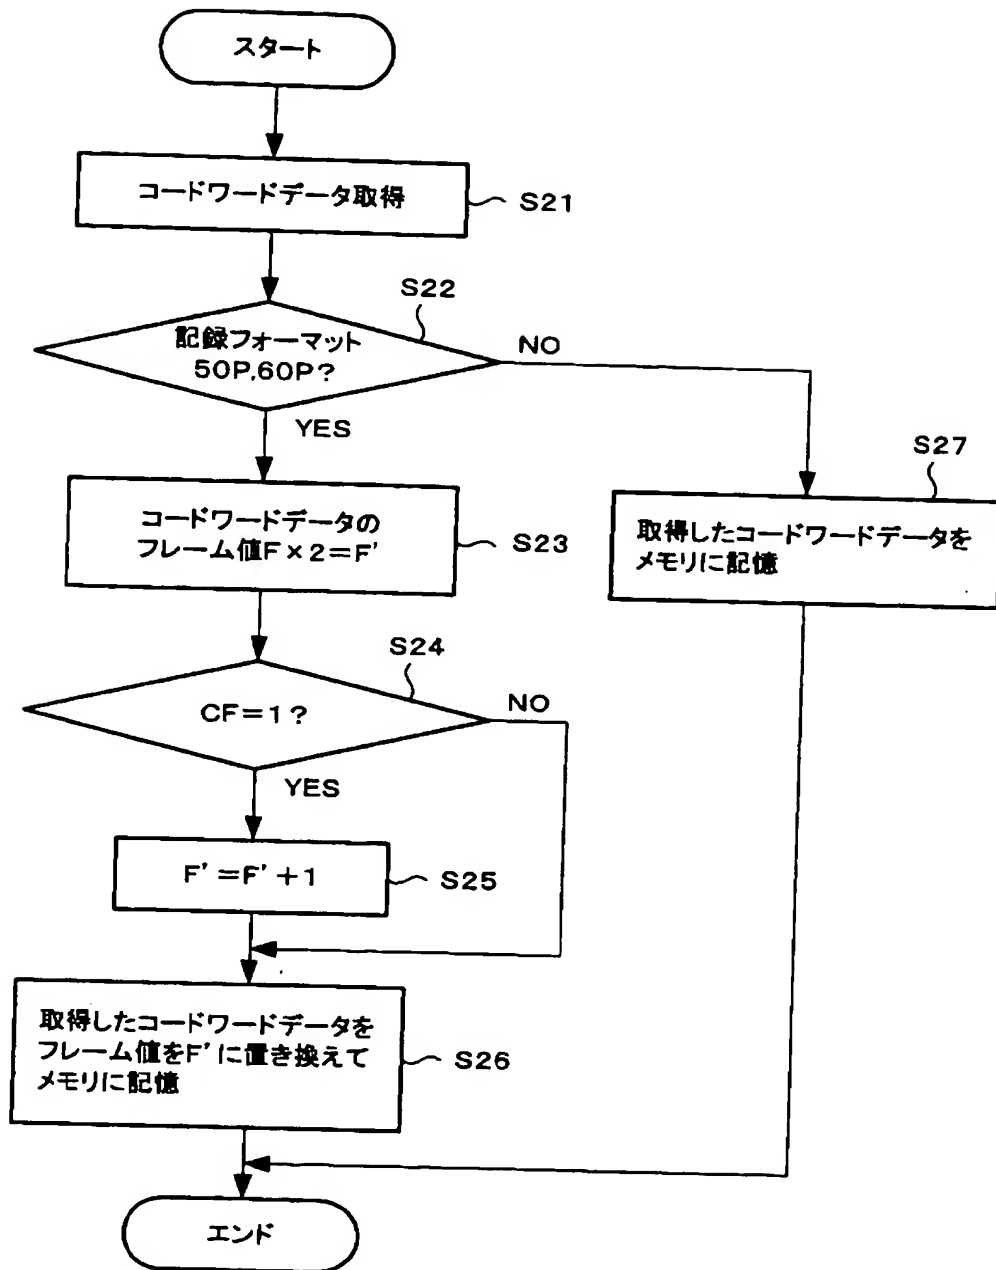 スタート
コードワードデータ取得
S21
S22
記録フォーマット
50P,60P?
NO
YES
S27
コードワードデータの
フレーム値F×2=F'
S23
取得したコードワードデータを
メモリに記憶
S24
CF=1?
NO
YES
F'=F'+1
S25
取得したコードワードデータを
フレーム値をF'に置き換えて
メモリに記憶
S26
エンド